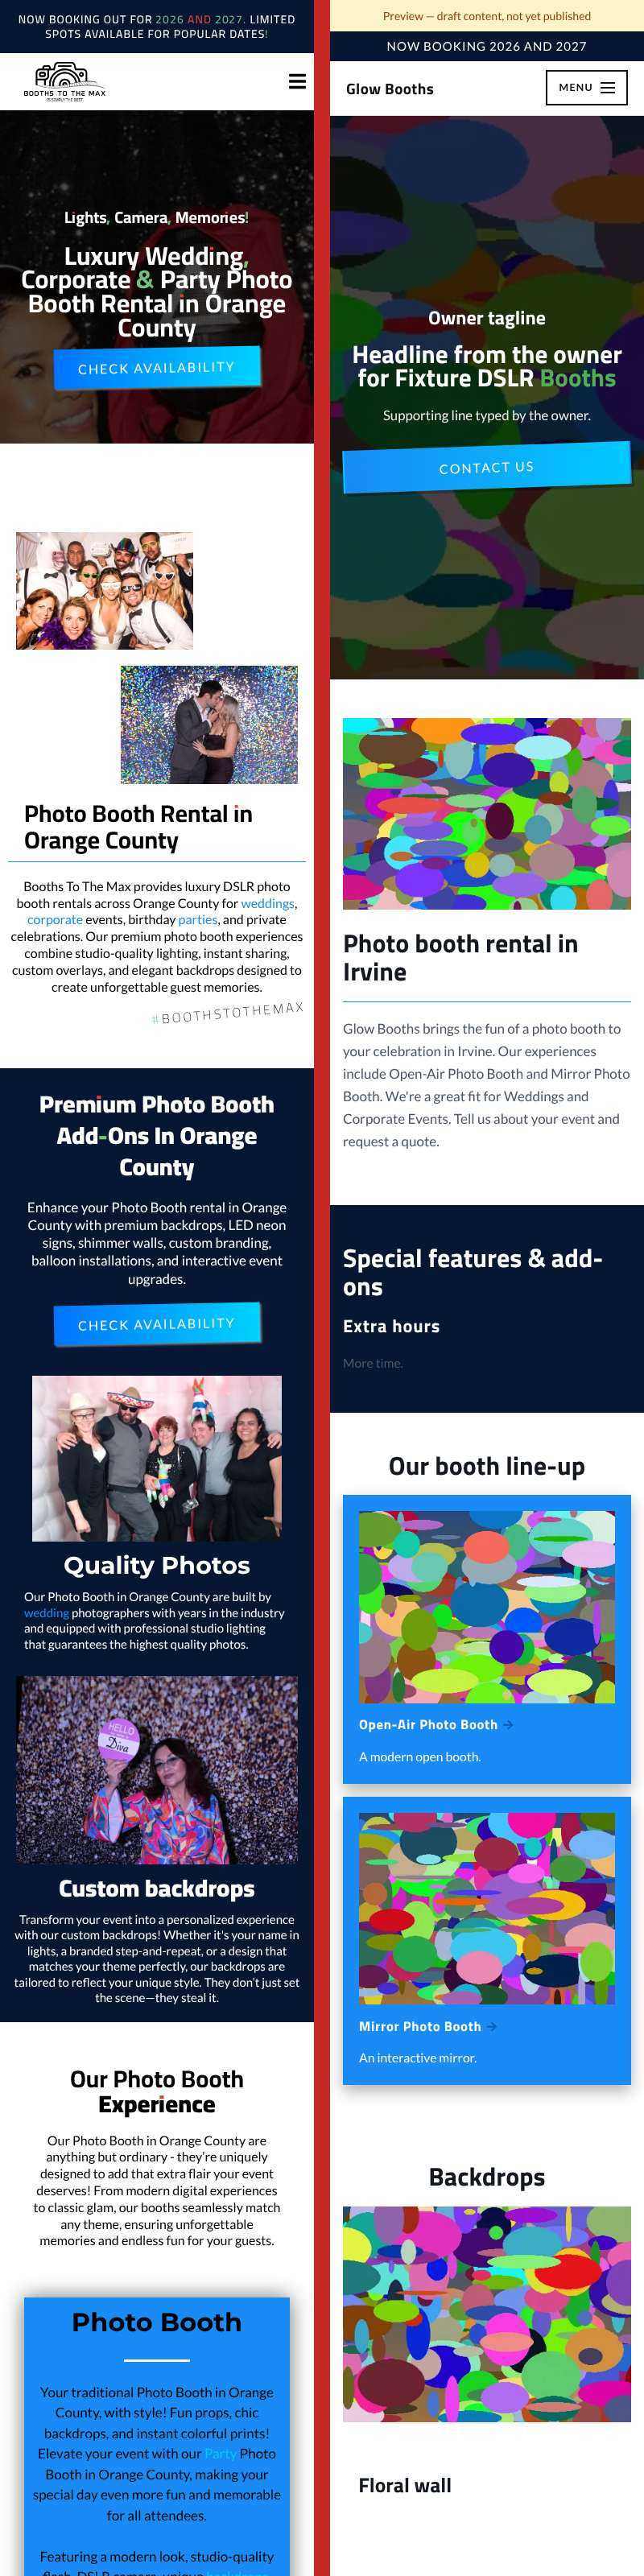 NOW BOOKING OUT FOR 2026 AND 2027. LIMITED
SPOTS AVAILABLE FOR POPULAR DATES!
BOOTHS TO THE MAX
Lights, Camera, Memories!
Luxury Wedding,
Corporate & Party Photo
Booth Rental in Orange
County
CHECK AVAILABILITY
Photo Booth Rental in
Orange County
Booths To The Max provides luxury DSLR photo
booth rentals across Orange County for weddings,
corporate events, birthday parties, and private
celebrations. Our premium photo booth experiences
combine studio-quality lighting, instant sharing,
custom overlays, and elegant backdrops designed to
create unforgettable guest memories.
#BOOTHSTOTHEMAX
Premium Photo Booth
Add-Ons In Orange
County
Enhance your Photo Booth rental in Orange
County with premium backdrops, LED neon
signs, shimmer walls, custom branding,
balloon installations, and interactive event
upgrades.
CHECK AVAILABILITY
Quality Photos
Our Photo Booth in Orange County are built by
wedding photographers with years in the industry
and equipped with professional studio lighting
that guarantees the highest quality photos.
HELLO
Diva
Custom backdrops
Transform your event into a personalized experience
with our custom backdrops! Whether it's your name in
lights, a branded step-and-repeat, or a design that
matches your theme perfectly, our backdrops are
tailored to reflect your unique style. They don't just set
the scene—they steal it.
Our Photo Booth
Experience
Our Photo Booth in Orange County are
anything but ordinary - they're uniquely
designed to add that extra flair your event
deserves! From modern digital experiences
to classic glam, our booths seamlessly match
any theme, ensuring unforgettable
memories and endless fun for your guests.
Photo Booth
Your traditional Photo Booth in Orange
County, with style! Fun props, chic
backdrops, and instant colorful prints!
Elevate your event with our Party Photo
Booth in Orange County, making your
special day even more fun and memorable
for all attendees.
Featuring a modern look, studio-quality
Preview — draft content, not yet published
NOW BOOKING 2026 AND 2027
Glow Booths
MENU
Owner tagline
Headline from the owner
for Fixture DSLR Booths
Supporting line typed by the owner.
CONTACT US
Photo booth rental in
Irvine
Glow Booths brings the fun of a photo booth to
your celebration in Irvine. Our experiences
include Open-Air Photo Booth and Mirror Photo
Booth. We're a great fit for Weddings and
Corporate Events. Tell us about your event and
request a quote.
Special features & add-
ons
Extra hours
More time.
Our booth line-up
Open-Air Photo Booth →
A modern open booth.
Mirror Photo Booth →
An interactive mirror.
Backdrops
Floral wall